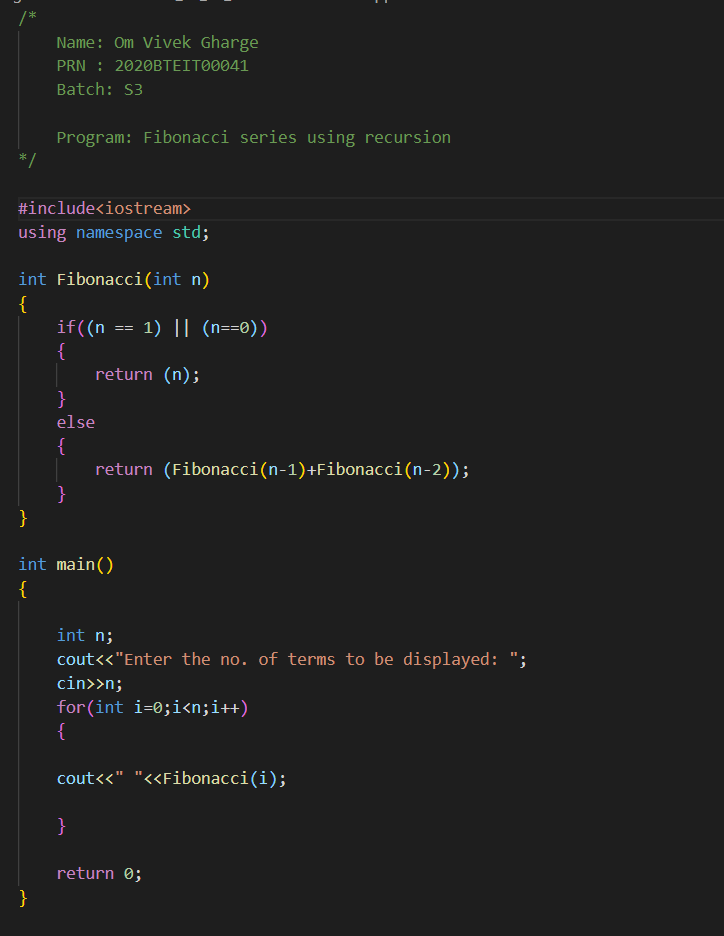 /*
    Name: Om Vivek Gharge
    PRN : 2020BTEIT00041
    Batch: S3
    Program: Fibonacci series using recursion
*/
#include<iostream>
using namespace std;
int Fibonacci(int n)
{
    if((n == 1) || (n==0))
    {
        return (n);
    }
    else
    {
        return (Fibonacci(n-1)+Fibonacci(n-2));
    }
}
int main()
{
    int n;
    cout<<"Enter the no. of terms to be displayed: ";
    cin>>n;
    for(int i=0;i<n;i++)
    {
    cout<<" "<<Fibonacci(i);
    }
    return 0;
}